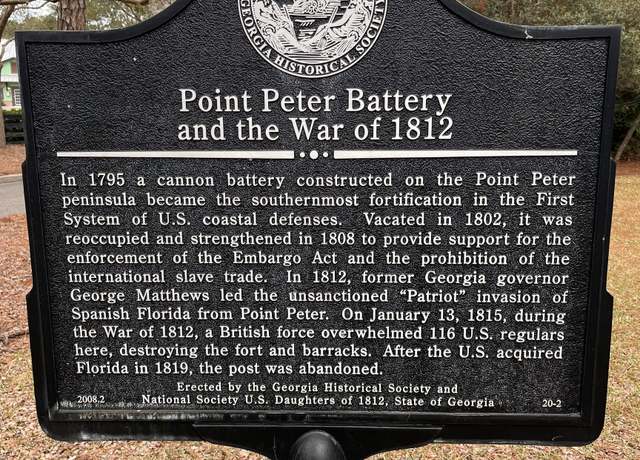 GEORGIA HISTORICAL SOCIETY
Point Peter Battery
and the War of 1812
In 1795 a cannon battery constructed on the Point Peter
peninsula became the southernmost fortification in the First
System of U.S. coastal defenses. Vacated in 1802, it was
reoccupied and strengthened in 1808 to provide support for the
enforcement of the Embargo Act and the prohibition of the
international slave trade. In 1812, former Georgia governor
George Matthews led the unsanctioned “Patriot” invasion of
Spanish Florida from Point Peter. On January 13, 1815, during
the War of 1812, a British force overwhelmed 116 U.S. regulars
here, destroying the fort and barracks. After the U.S. acquired
Florida in 1819, the post was abandoned.
Erected by the Georgia Historical Society and
2008.2 National Society U.S. Daughters of 1812, State of Georgia 20-2